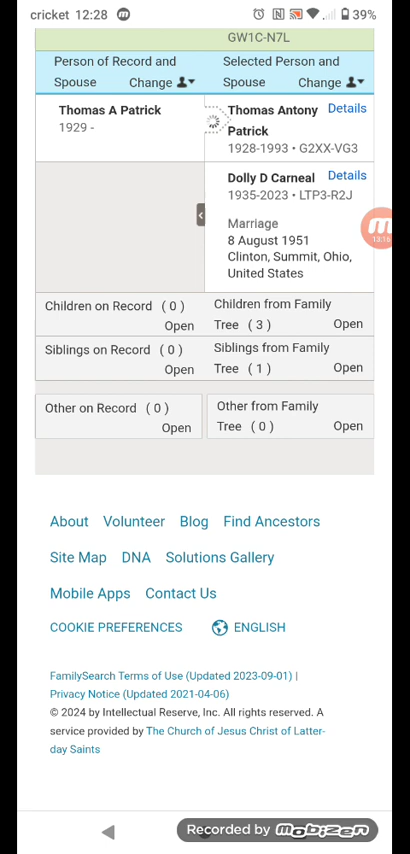 cricket 12:28 39%
GW1C-N7L
Person of Record and
Spouse Change
Selected Person and
Spouse Change
Thomas A Patrick
1929 -
Thomas Antony Details
Patrick
1928-1993 • G2XX-VG3
Dolly D Carneal Details
1935-2023 • LTP3-R2J
Marriage
8 August 1951
Clinton, Summit, Ohio,
United States
13:15
Children on Record ( 0 )
Open
Children from Family
Tree ( 3 ) Open
Siblings on Record ( 0 )
Open
Siblings from Family
Tree ( 1 ) Open
Other on Record ( 0 )
Open
Other from Family
Tree ( 0 ) Open
About Volunteer Blog Find Ancestors
Site Map DNA Solutions Gallery
Mobile Apps Contact Us
COOKIE PREFERENCES ENGLISH
FamilySearch Terms of Use (Updated 2023-09-01) |
Privacy Notice (Updated 2021-04-06)
© 2024 by Intellectual Reserve, Inc. All rights reserved. A
service provided by The Church of Jesus Christ of Latter-
day Saints
Recorded by mobizen